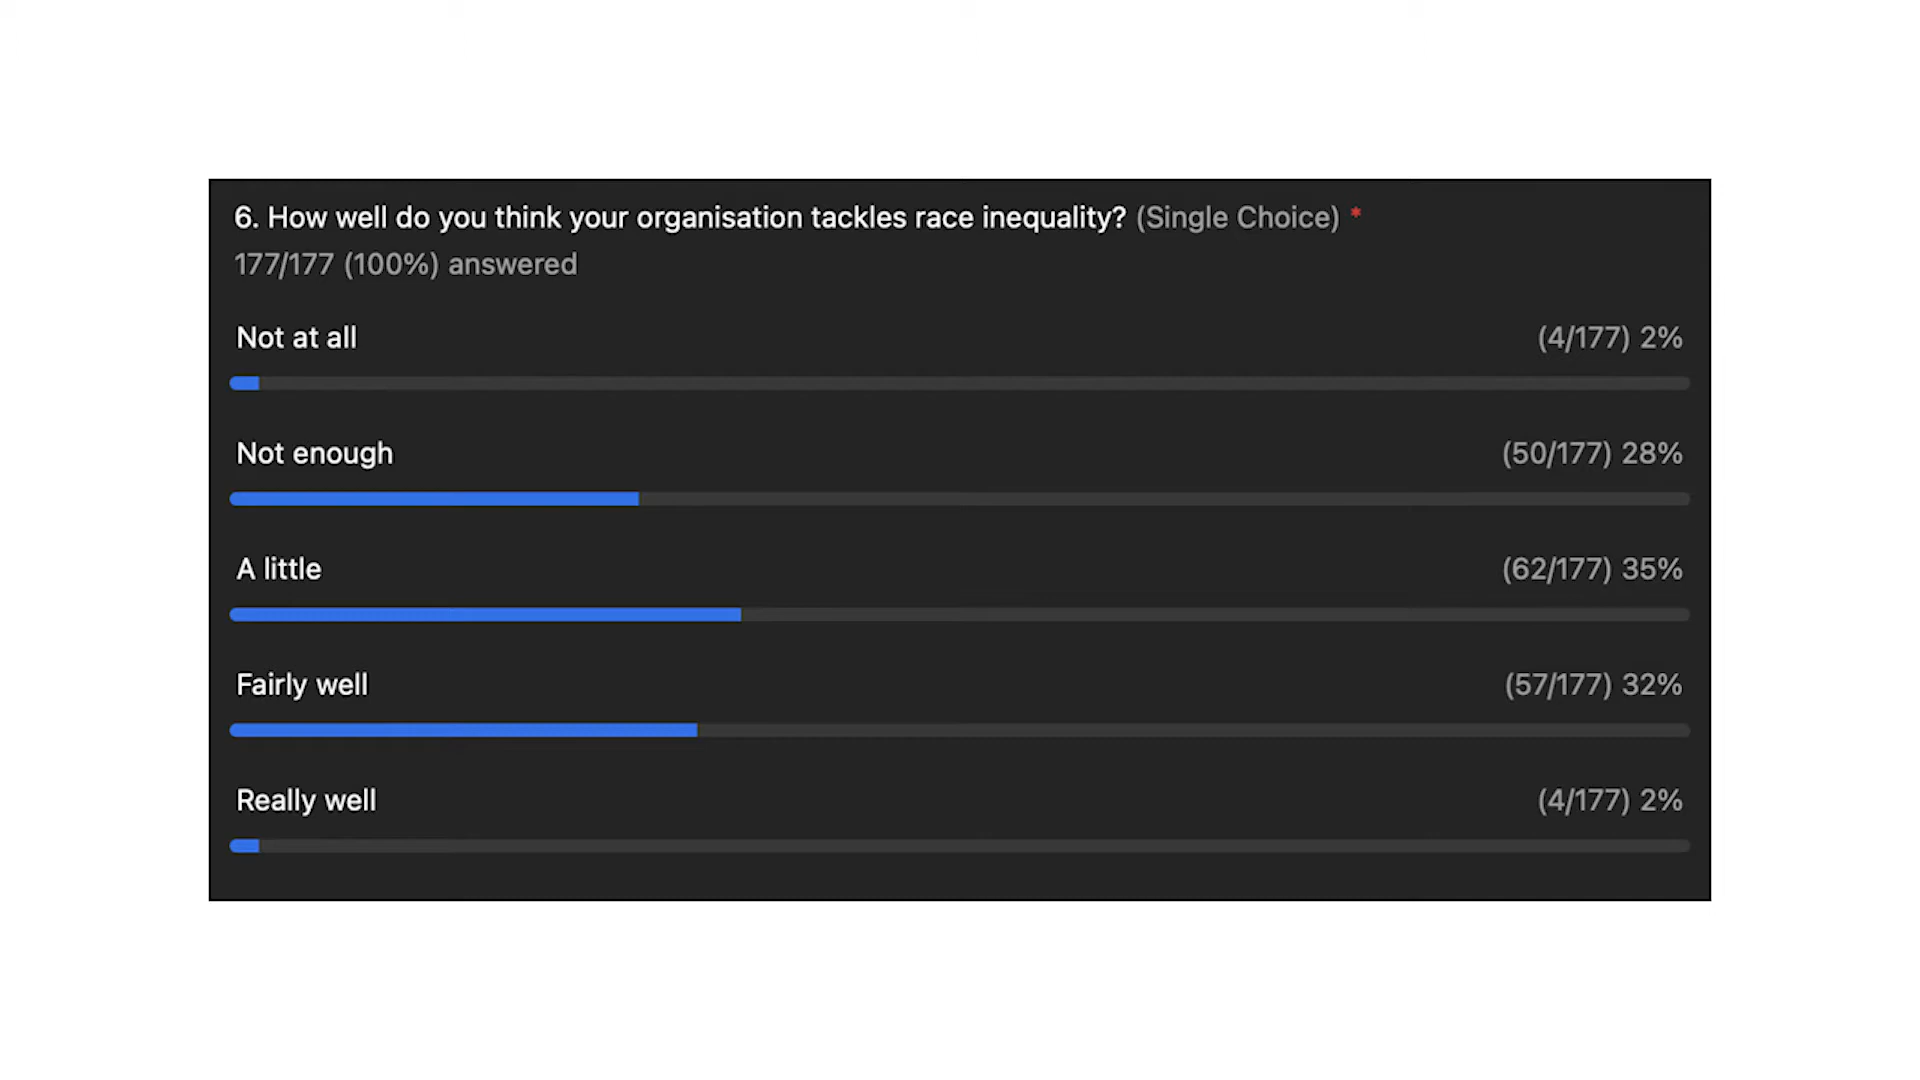 6. How well do you think your organisation tackles race inequality? (Single Choice) *
177/177 (100%) answered
Not at all (4/177) 2%
Not enough (50/177) 28%
A little (62/177) 35%
Fairly well (57/177) 32%
Really well (4/177) 2%